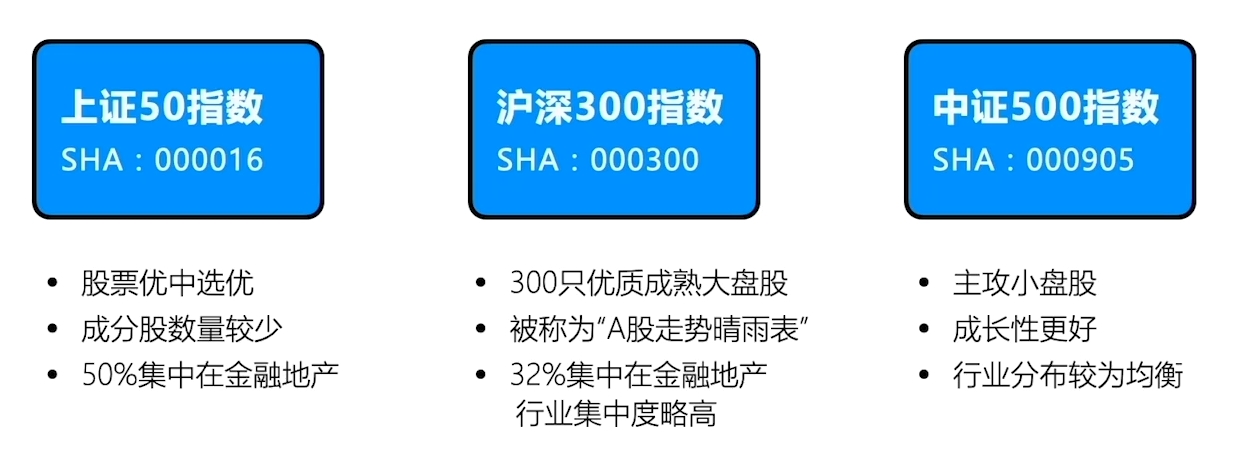 上证50指数
SHA：000016
• 股票优中选优
• 成分股数量较少
• 50%集中在金融地产
沪深300指数
SHA：000300
• 300只优质成熟大盘股
• 被称为“A股走势晴雨表”
• 32%集中在金融地产
行业集中度略高
中证500指数
SHA：000905
• 主攻小盘股
• 成长性更好
• 行业分布较为均衡